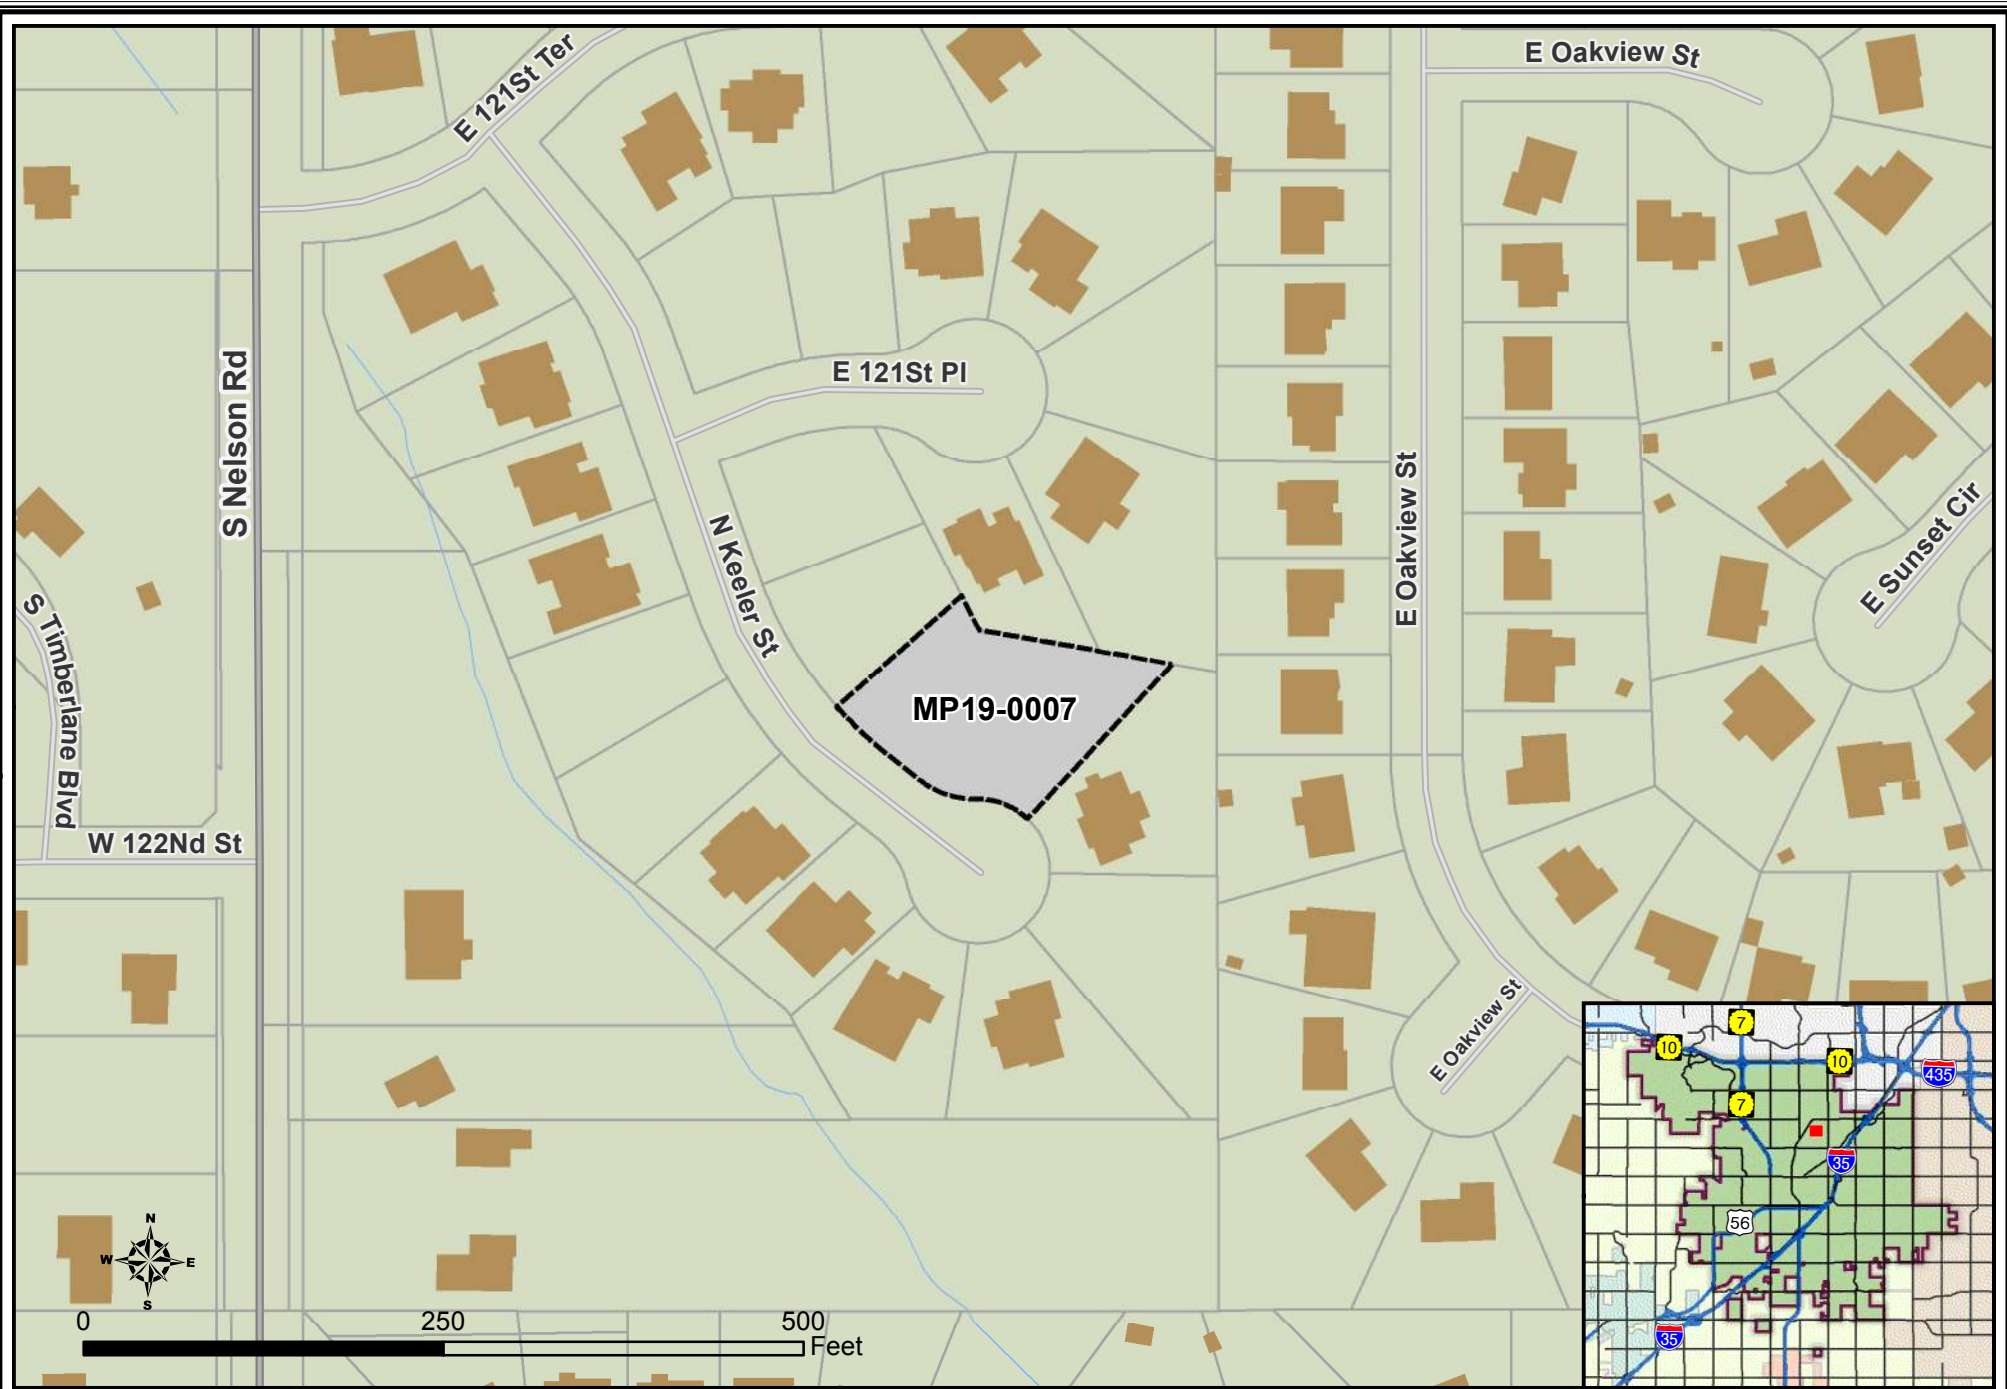 E Oakview St
E 121St Ter
S Nelson Rd
E 121St Pl
N Keeler St
E Oakview St
E Sunset Cir
S Timberlane Blvd
MP19-0007
W 122Nd St
E Oakview St
7
10
10
435
7
35
56
35
N
W E
S
0 250 500
Feet